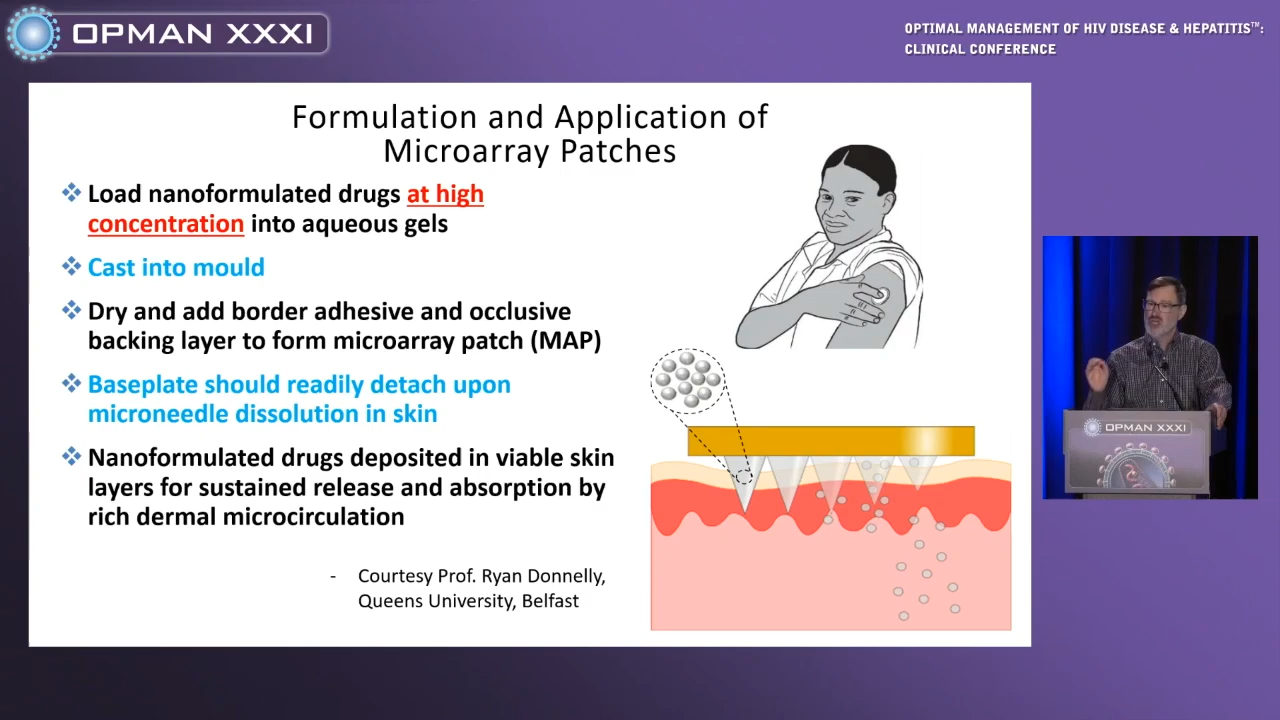 OPMAN XXXI
OPTIMAL MANAGEMENT OF HIV DISEASE & HEPATITIS™:
CLINICAL CONFERENCE
Formulation and Application of
Microarray Patches
Load nanoformulated drugs at high
concentration into aqueous gels
Cast into mould
Dry and add border adhesive and occlusive
backing layer to form microarray patch (MAP)
Baseplate should readily detach upon
microneedle dissolution in skin
Nanoformulated drugs deposited in viable skin
layers for sustained release and absorption by
rich dermal microcirculation
- Courtesy Prof. Ryan Donnelly,
Queens University, Belfast
OPMAN XXXI